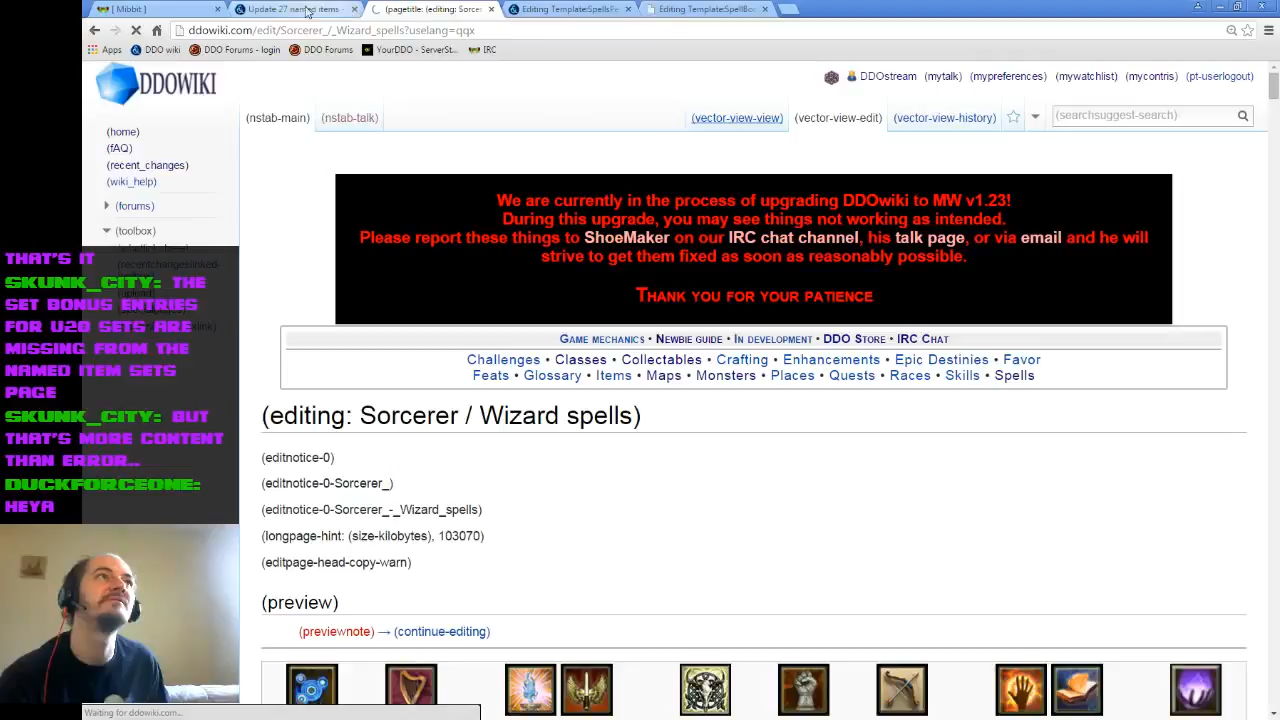 [ Mibbit ]
Update 27 named items -
(pagetitle: (editing: Sorcer
Editing Template:SpellsRe
Editing Template:SpellBoo
ddowiki.com/edit/Sorcerer_/_Wizard_spells?uselang=qqx
Apps
DDO wiki
DDO Forums - login
DDO Forums
YourDDO - ServerSt...
IRC
DDOWIKI
DDOstream
(mytalk)
(mypreferences)
(mywatchlist)
(mycontris)
(pt-userlogout)
(nstab-main)
(nstab-talk)
(vector-view-view)
(vector-view-edit)
(vector-view-history)
(searchsuggest-search)
(home)
(fAQ)
(recent_changes)
(wiki_help)
(forums)
(toolbox)
(recentchangeslinked-
We are currently in the process of upgrading DDOwiki to MW v1.23!
During this upgrade, you may see things not working as intended.
Please report these things to ShoeMaker on our IRC chat channel, his talk page, or via email and he will
strive to get them fixed as soon as reasonably possible.
Thank you for your patience
Game mechanics • Newbie guide • In development • DDO Store • IRC Chat
Challenges • Classes • Collectables • Crafting • Enhancements • Epic Destinies • Favor
Feats • Glossary • Items • Maps • Monsters • Places • Quests • Races • Skills • Spells
(editing: Sorcerer / Wizard spells)
(editnotice-0)
(editnotice-0-Sorcerer_)
(editnotice-0-Sorcerer_-_Wizard_spells)
(longpage-hint: (size-kilobytes), 103070)
(editpage-head-copy-warn)
(preview)
(previewnote) → (continue-editing)
THAT'S IT
SKUNK_CITY: THE
SET BONUS ENTRIES
FOR U20 SETS ARE
MISSING FROM THE
NAMED ITEM SETS
PAGE
SKUNK_CITY: BUT
THAT'S MORE CONTENT
THAN ERROR..
DUCKFORCEONE:
HEYA
Waiting for ddowiki.com...